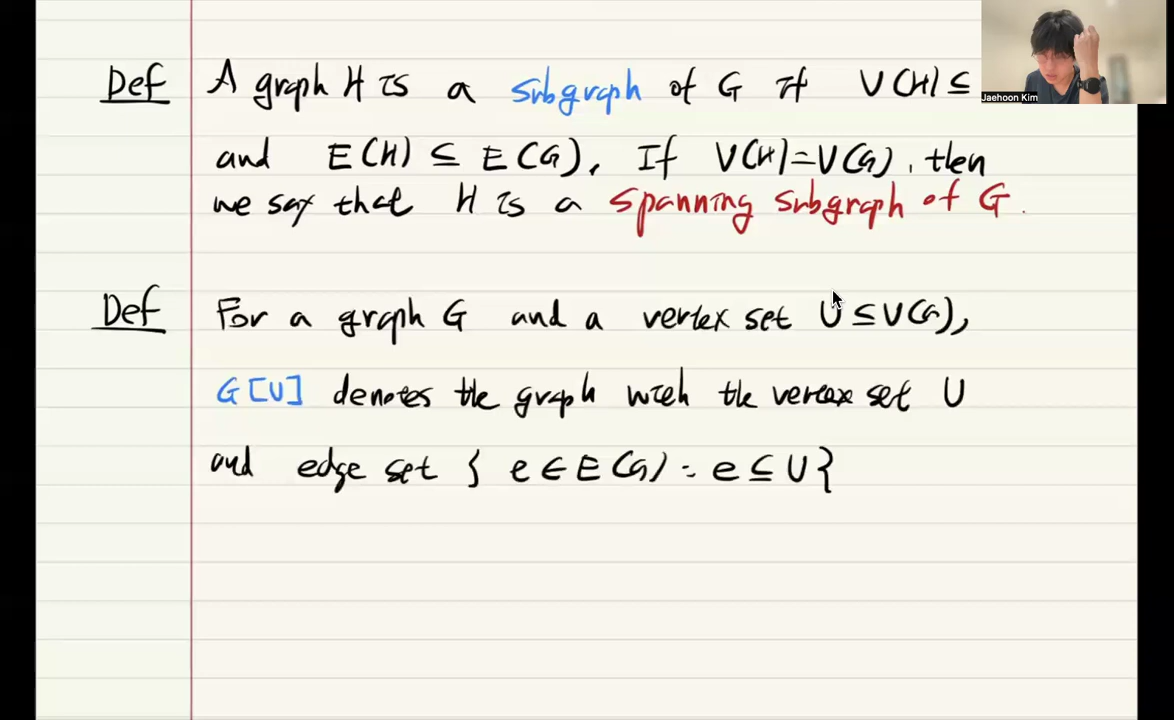 Def A graph H is a subgraph of G if V(H) ⊆
Jaehoon Kim
and E(H) ⊆ E(G). If V(H)=V(G), then
we say that H is a spanning subgraph of G.
Def For a graph G and a vertex set U ⊆ V(G),
G[U] denotes the graph with the vertex set U
and edge set { e ∈ E(G) : e ⊆ U }